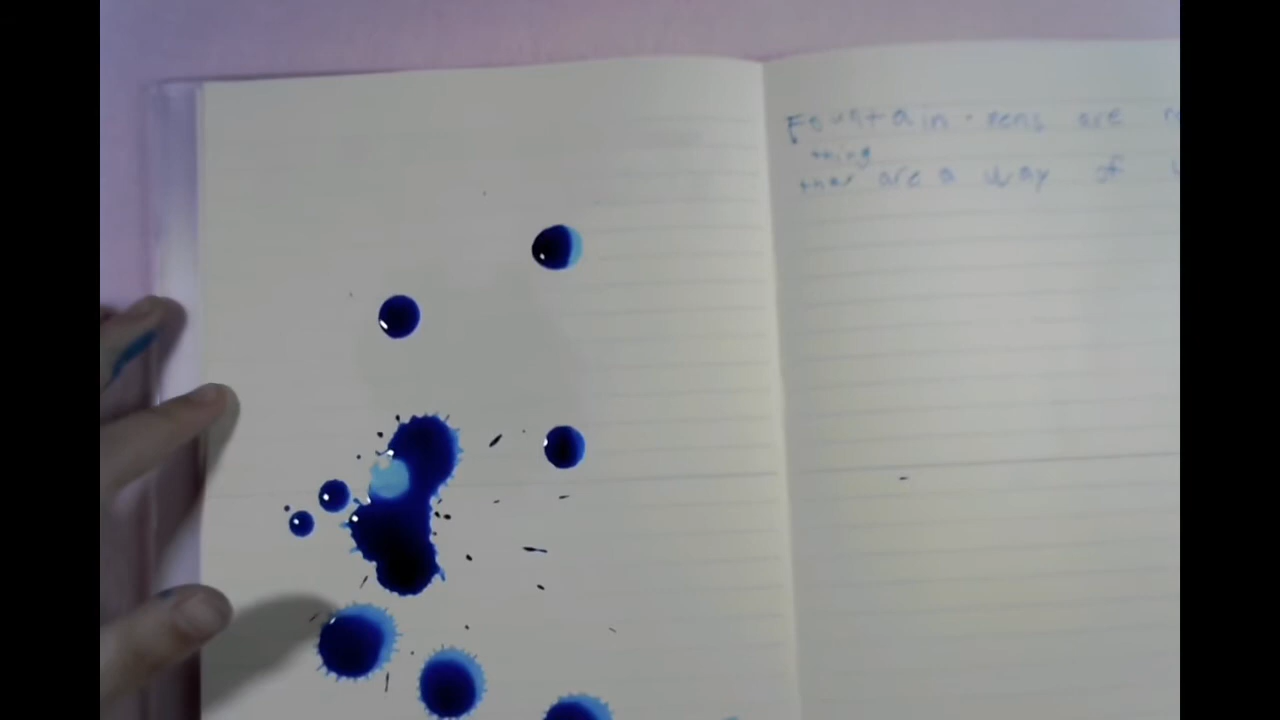 Fountain pens are
thing
that are a way of